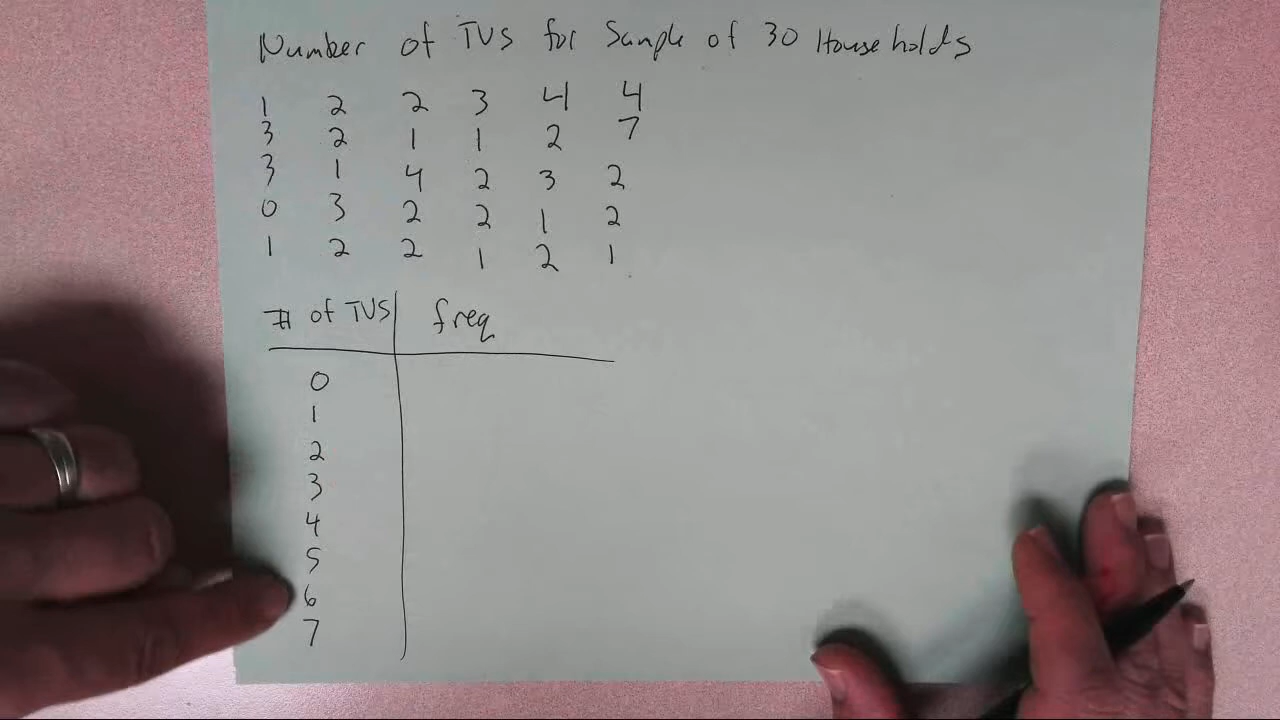 Number of TVS for Sample of 30 Households
1 2 2 3 4 4
3 2 1 1 2 7
3 1 4 2 3 2
0 3 2 2 1 2
1 2 2 1 2 1
# of TVS freq
0
1
2
3
4
5
6
7